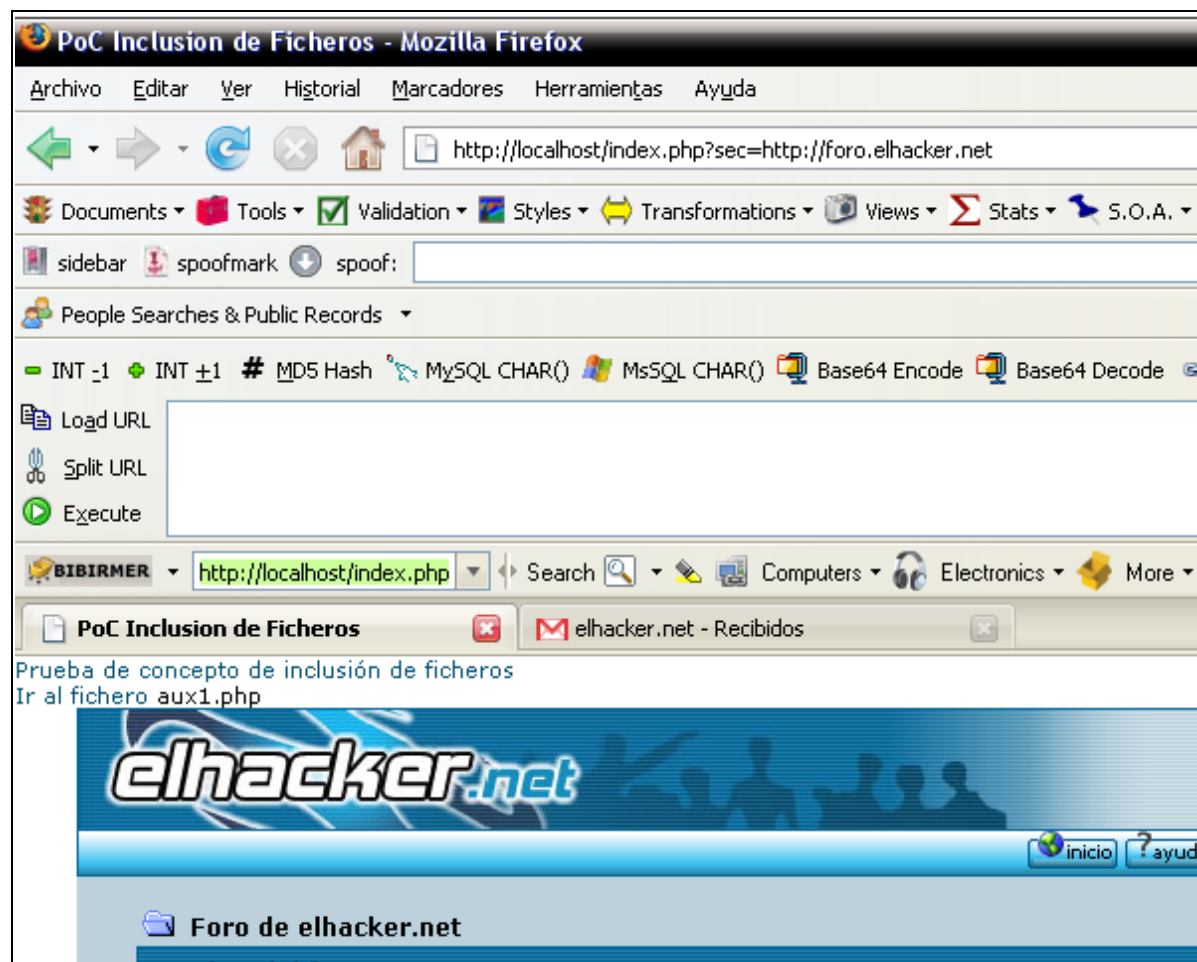 PoC Inclusion de Ficheros - Mozilla Firefox
Archivo Editar Ver Historial Marcadores Herramientas Ayuda
http://localhost/index.php?sec=http://foro.elhacker.net
Documents Tools Validation Styles Transformations Views Stats S.O.A.
sidebar spoofmark spoof:
People Searches & Public Records
INT -1 INT +1 # MD5 Hash MySQL CHAR() MsSQL CHAR() Base64 Encode Base64 Decode
Load URL
Split URL
Execute
BIBIRMER http://localhost/index.php Search Computers Electronics More
PoC Inclusion de Ficheros elhacker.net - Recibidos
Prueba de concepto de inclusión de ficheros
Ir al fichero aux1.php
elhacker.net
inicio ? ayud
Foro de elhacker.net